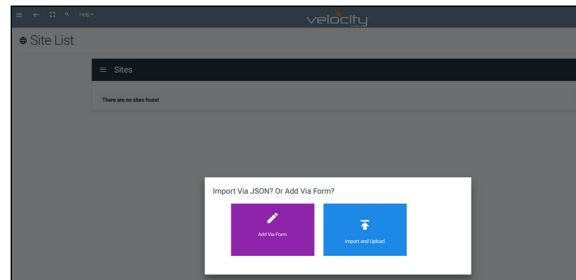 Help
velocity
Site List
Sites
There are no sites found
Import Via JSON? Or Add Via Form?
Add Via Form
Import and Upload